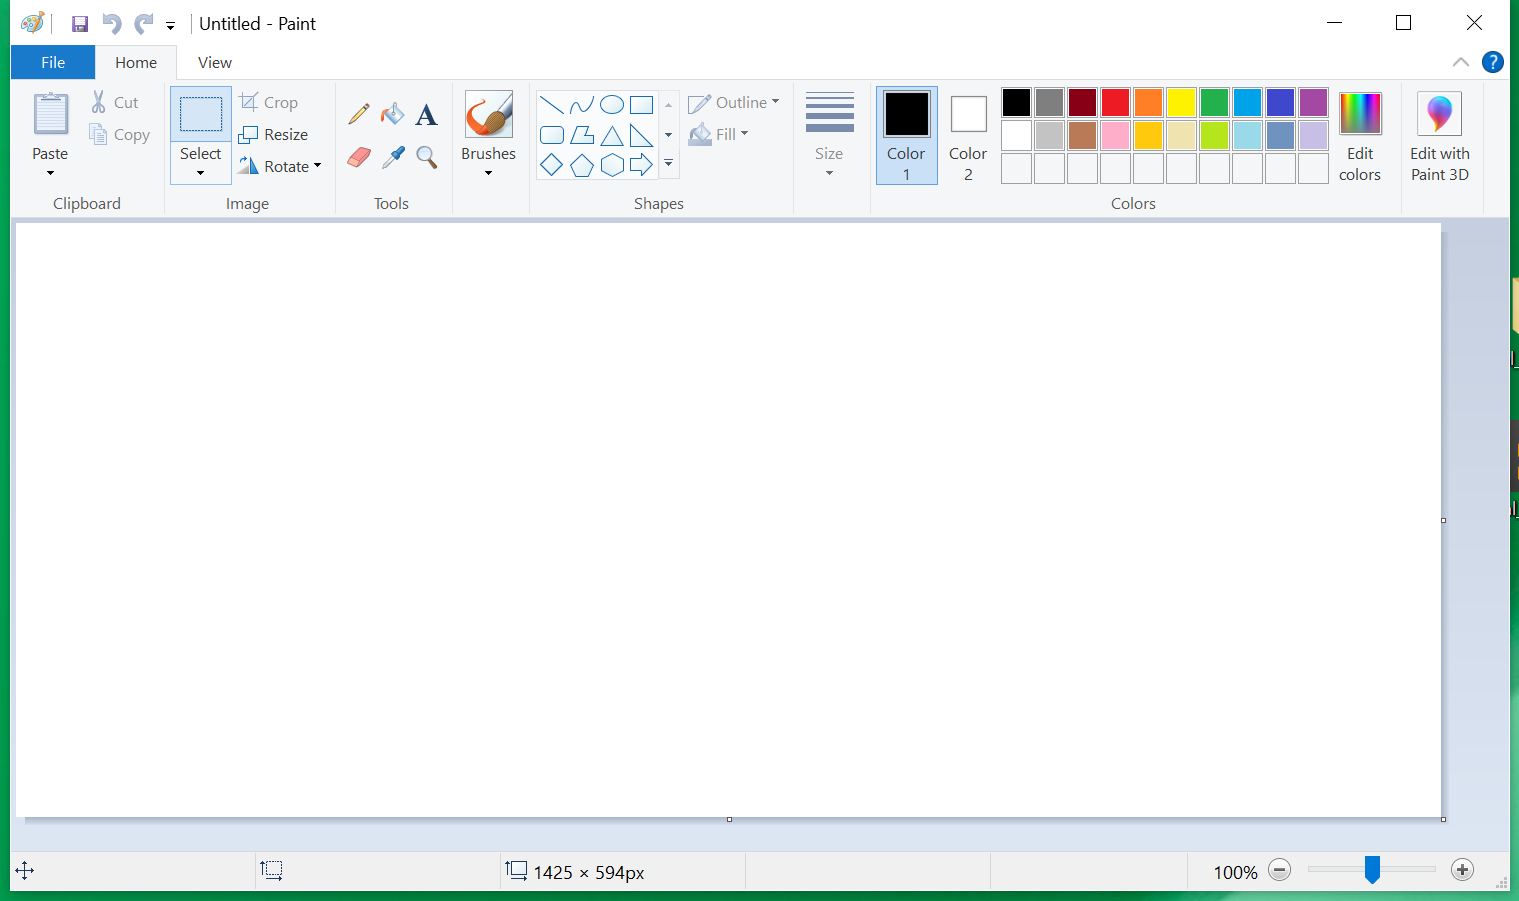 Untitled - Paint
File Home View
Paste
Cut
Copy
Clipboard
Select
Crop
Resize
Rotate
Image
A
Tools
Brushes
Shapes
Outline
Fill
Size
Color
1
Color
2
Edit
colors
Colors
Edit with
Paint 3D
?
1425 × 594px
100%